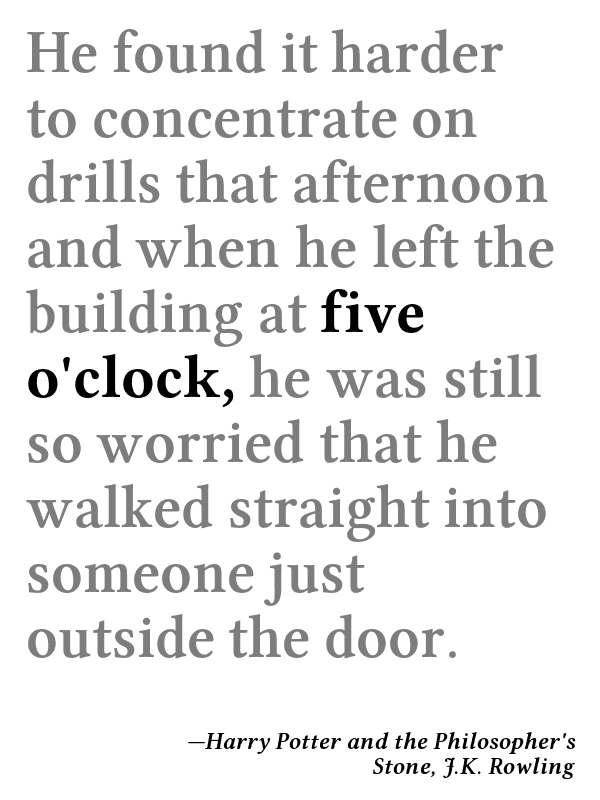 He found it harder
to concentrate on
drills that afternoon
and when he left the
building at five
o'clock, he was still
so worried that he
walked straight into
someone just
outside the door.
—Harry Potter and the Philosopher's
Stone, J.K. Rowling